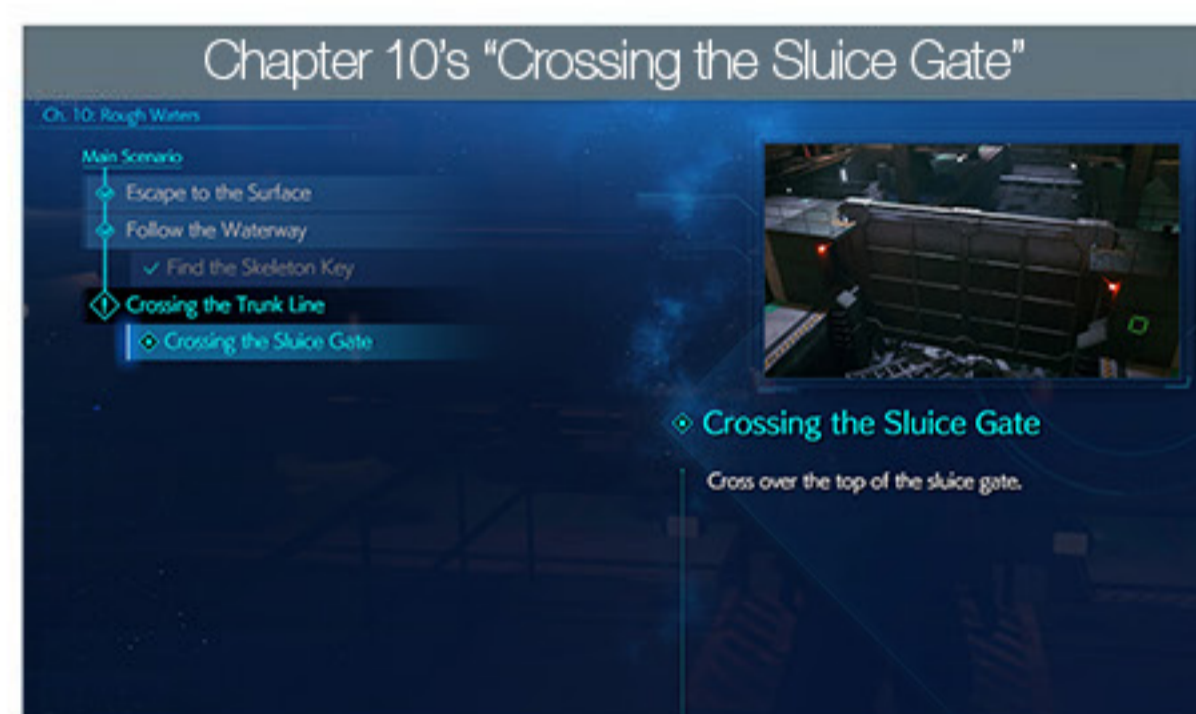 Chapter 10's “Crossing the Sluice Gate”
Ch. 10: Rough Waters
Main Scenario
Escape to the Surface
Follow the Waterway
Find the Skeleton Key
Crossing the Trunk Line
Crossing the Sluice Gate
Crossing the Sluice Gate
Cross over the top of the sluice gate.